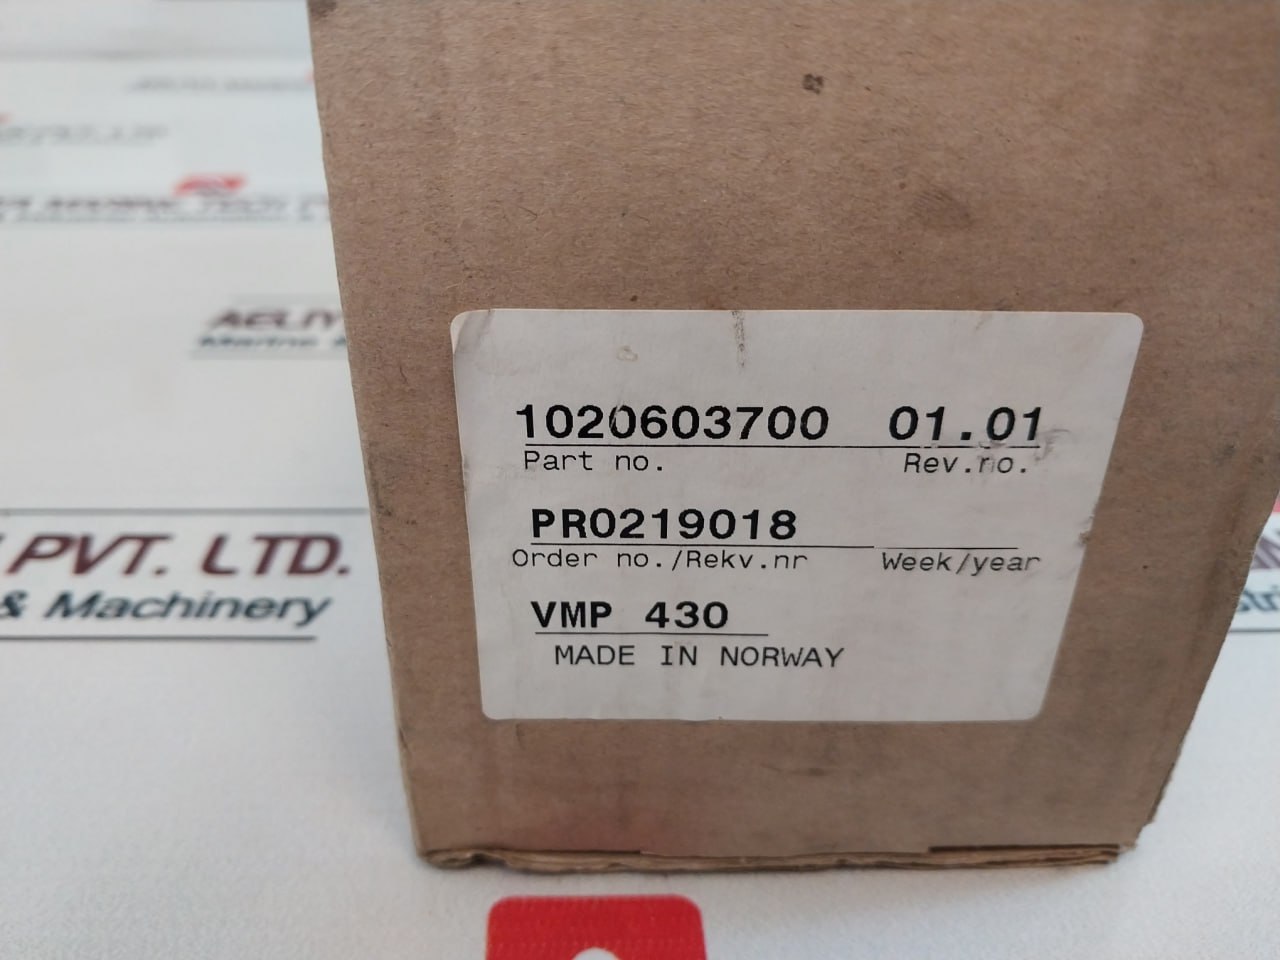 1020603700 01.01
Part no. Rev.no.
PR0219018
Order no./Rekv.nr Week/year
VMP 430
MADE IN NORWAY
PVT. LTD.
& Machinery